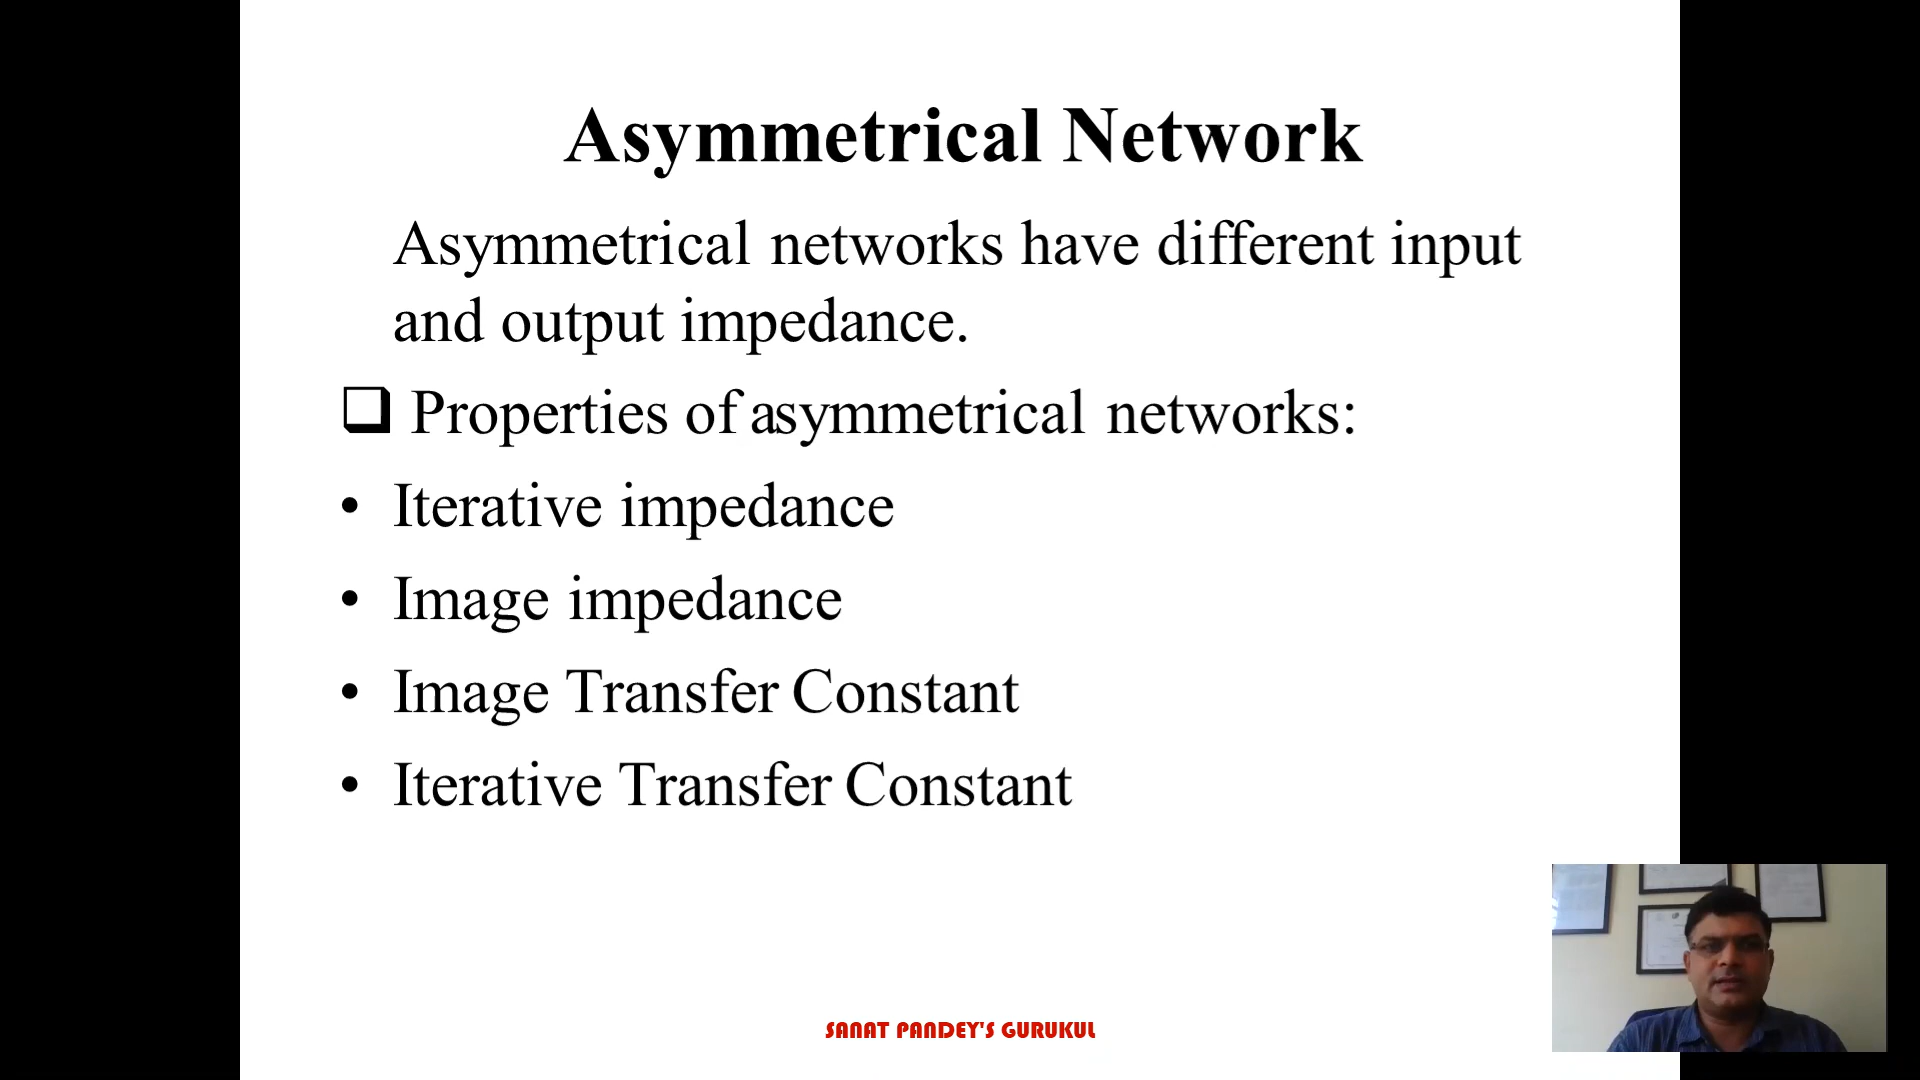 Asymmetrical Network
Asymmetrical networks have different input
and output impedance.
❑ Properties of asymmetrical networks:
• Iterative impedance
• Image impedance
• Image Transfer Constant
• Iterative Transfer Constant
SANAT PANDEY'S GURUKUL